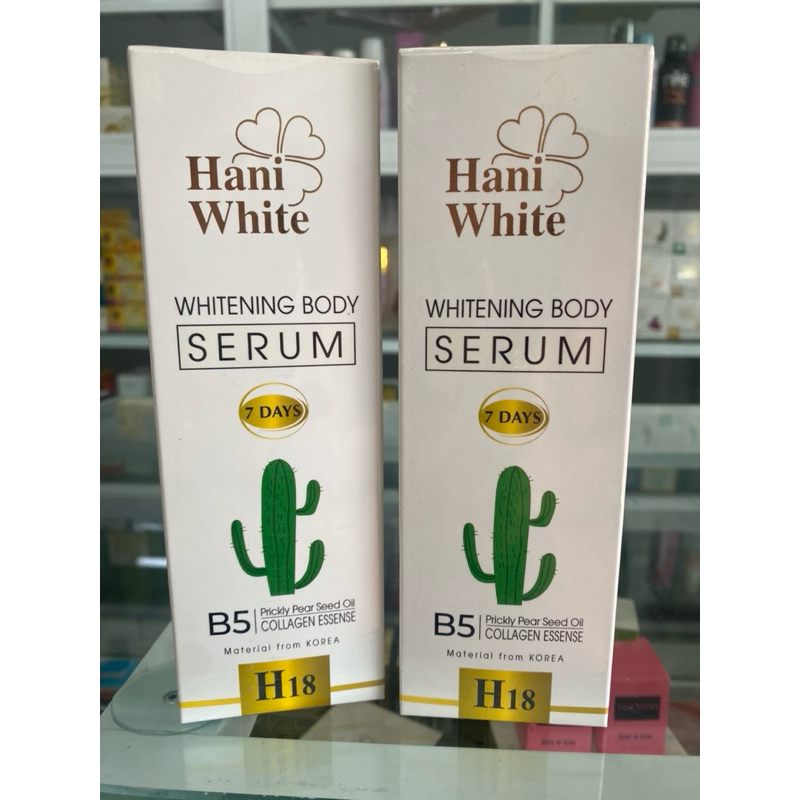 Hani
White
WHITENING BODY
SERUM
7 DAYS
B5
Prickly Pear Seed Oil
COLLAGEN ESSENSE
Material from KOREA
H18
Hani
White
WHITENING BODY
SERUM
7 DAYS
B5
Prickly Pear Seed Oil
COLLAGEN ESSENSE
Material from KOREA
H18